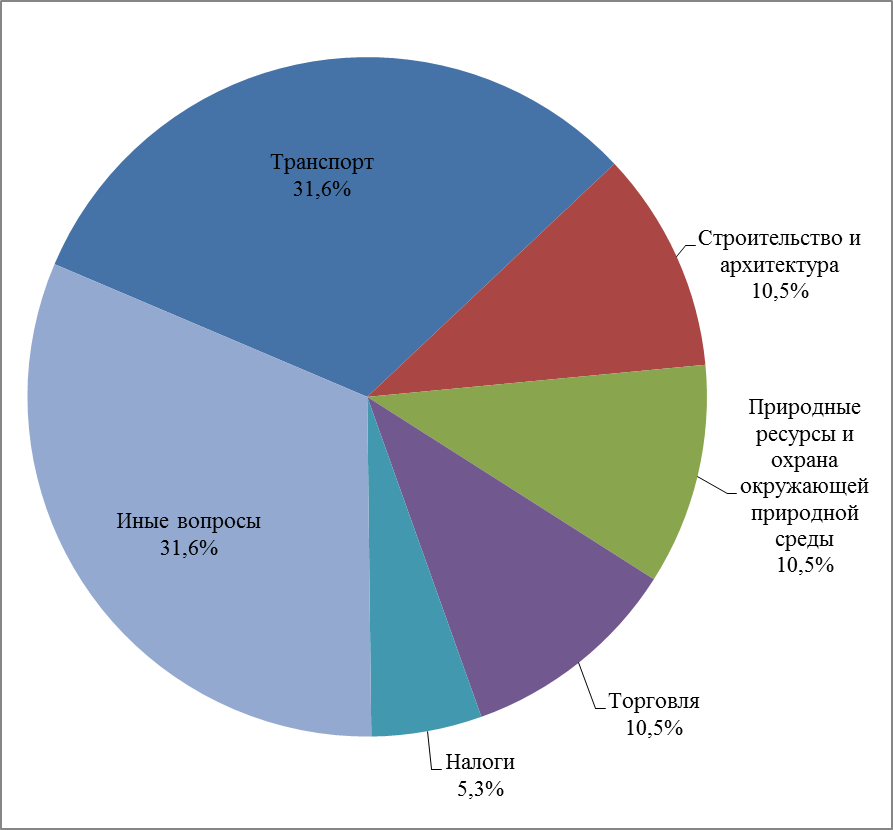 Транспорт
31,6%
Строительство и
архитектура
10,5%
Природные
ресурсы и
охрана
окружающей
природной
среды
10,5%
Торговля
10,5%
Налоги
5,3%
Иные вопросы
31,6%